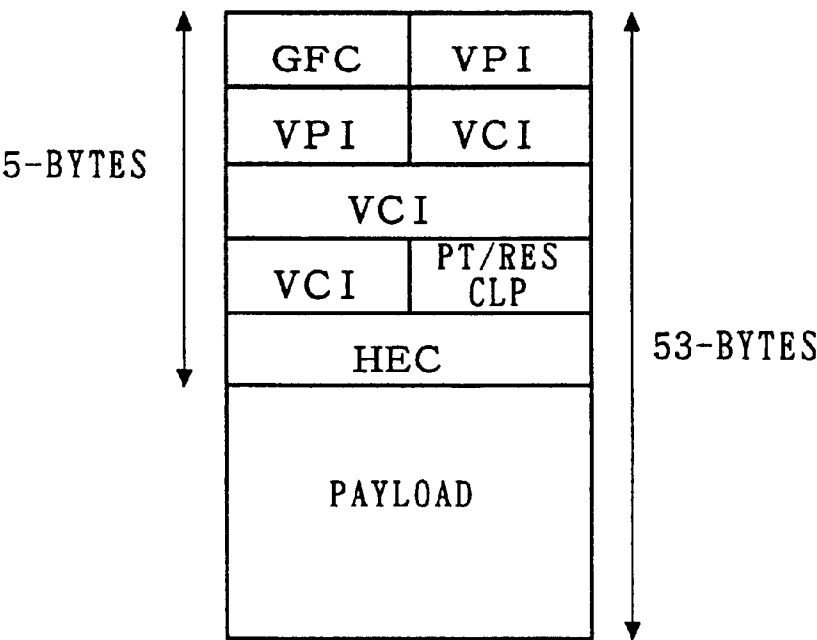 GFC VPI
VPI VCI
5-BYTES
VCI
VCI PT/RES
CLP
HEC
53-BYTES
PAYLOAD